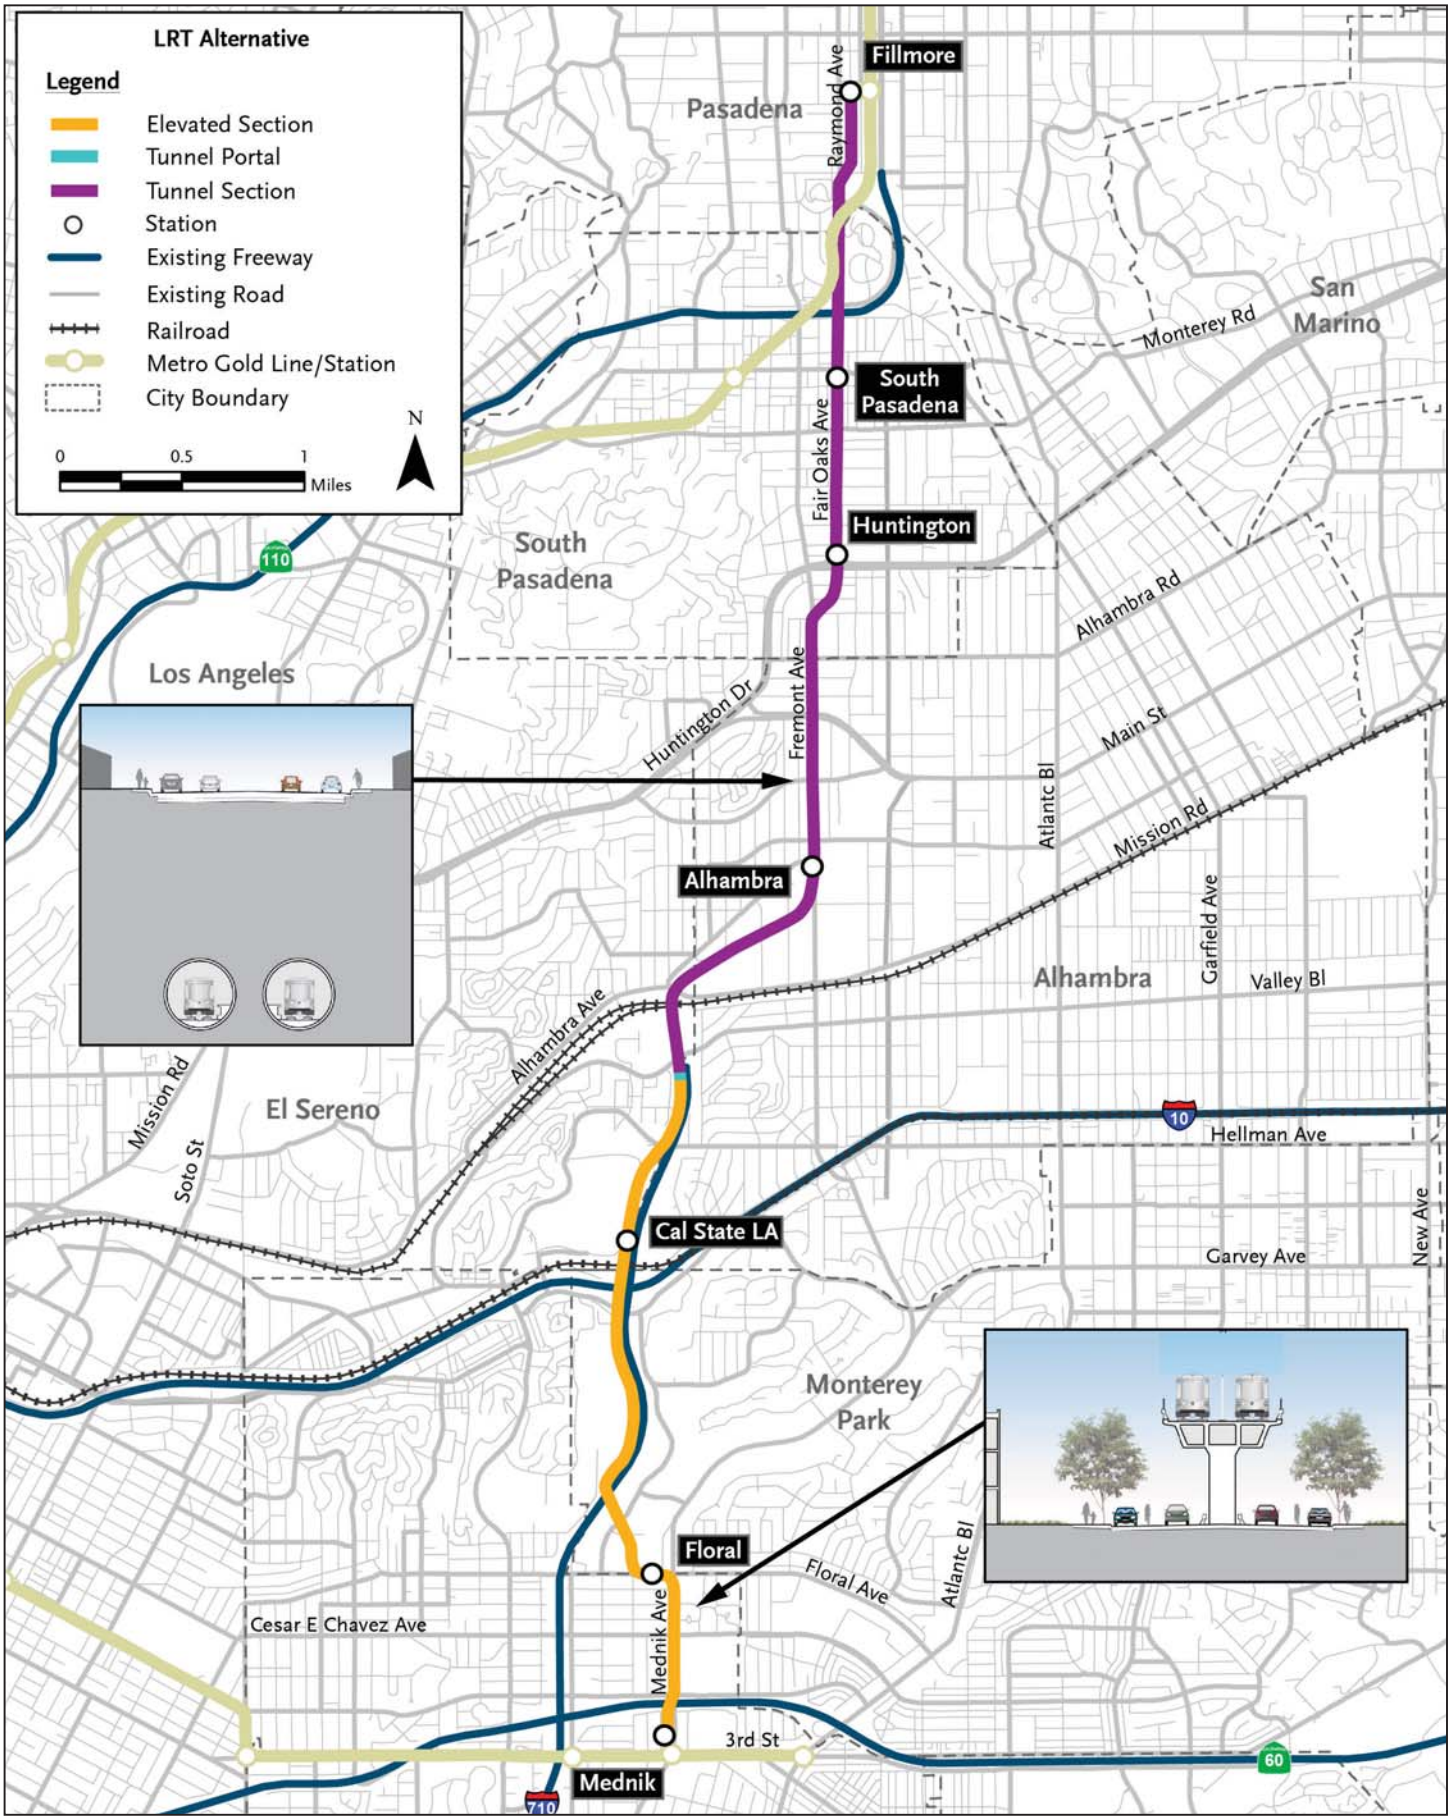 LRT Alternative
Legend
Elevated Section
Tunnel Portal
Tunnel Section
Station
Existing Freeway
Existing Road
Railroad
Metro Gold Line/Station
City Boundary
N
0 0.5 1
Miles
Fillmore
Raymond Ave
Pasadena
San
Marino
Monterey Rd
South
Pasadena
Fair Oaks Ave
Huntington
South
Pasadena
110
Alhambra Rd
Los Angeles
Fremont Ave
Huntington Dr
Main St
Atlantc Bl
Mission Rd
Alhambra
Garfield Ave
Alhambra
Valley Bl
Alhambra Ave
Mission Rd
El Sereno
10
Hellman Ave
Soto St
Cal State LA
New Ave
Garvey Ave
Monterey
Park
Floral
Floral Ave
Atlantc Bl
Cesar E Chavez Ave
Mednik Ave
3rd St
60
Mednik
710